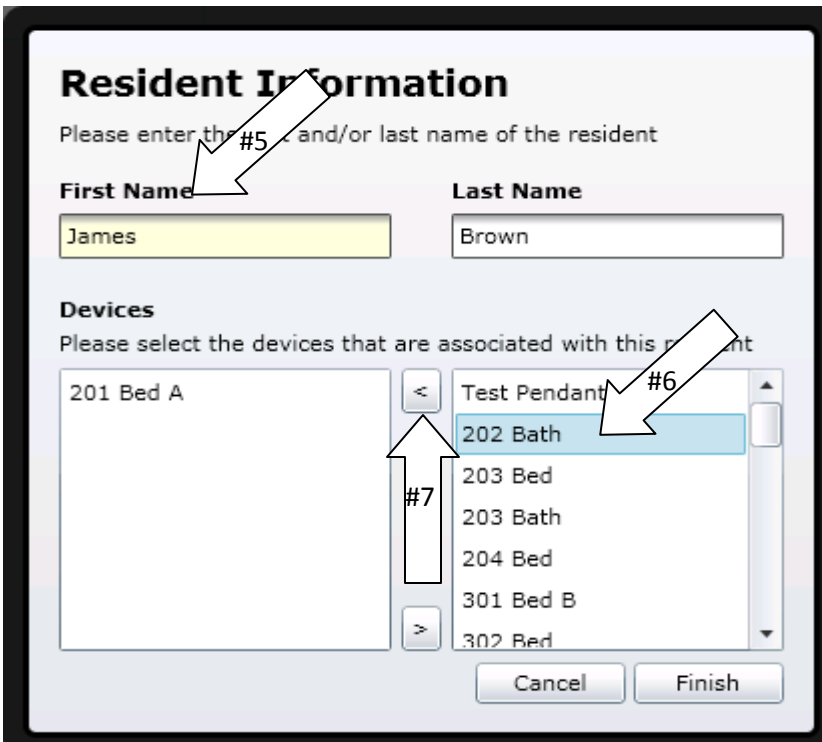 Resident Information
Please enter the and/or last name of the resident
#5
First Name
Last Name
James
Brown
Devices
Please select the devices that are associated with this
#6
201 Bed A
<
Test Pendant
202 Bath
203 Bed
#7
203 Bath
204 Bed
301 Bed B
>
302 Bed
Cancel
Finish